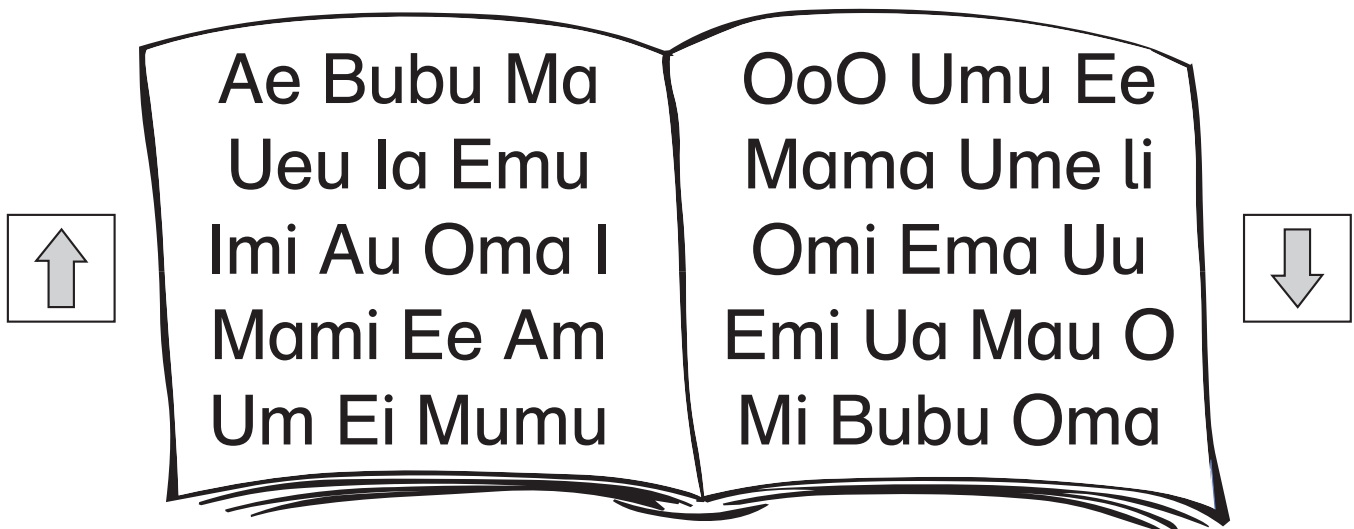 Ae Bubu Ma
Ueu Ia Emu
Imi Au Oma I
Mami Ee Am
Um Ei Mumu
OoO Umu Ee
Mama Ume Ii
Omi Ema Uu
Emi Ua Mau O
Mi Bubu Oma